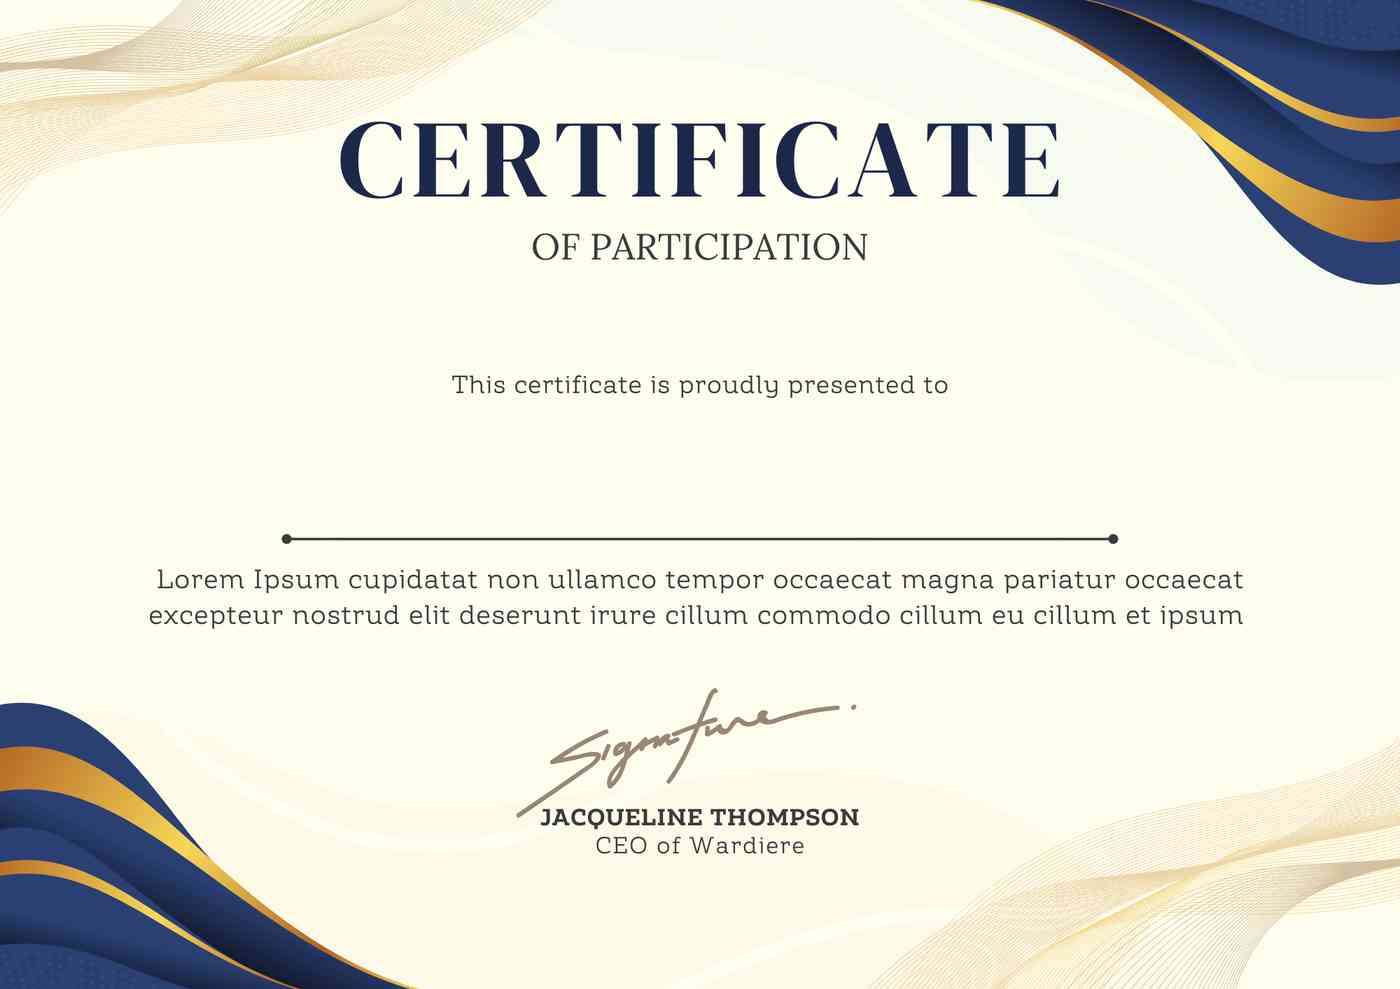 CERTIFICATE
OF PARTICIPATION
This certificate is proudly presented to
Lorem Ipsum cupidatat non ullamco tempor occaecat magna pariatur occaecat
excepteur nostrud elit deserunt irure cillum commodo cillum eu cillum et ipsum
Signature
JACQUELINE THOMPSON
CEO of Wardiere